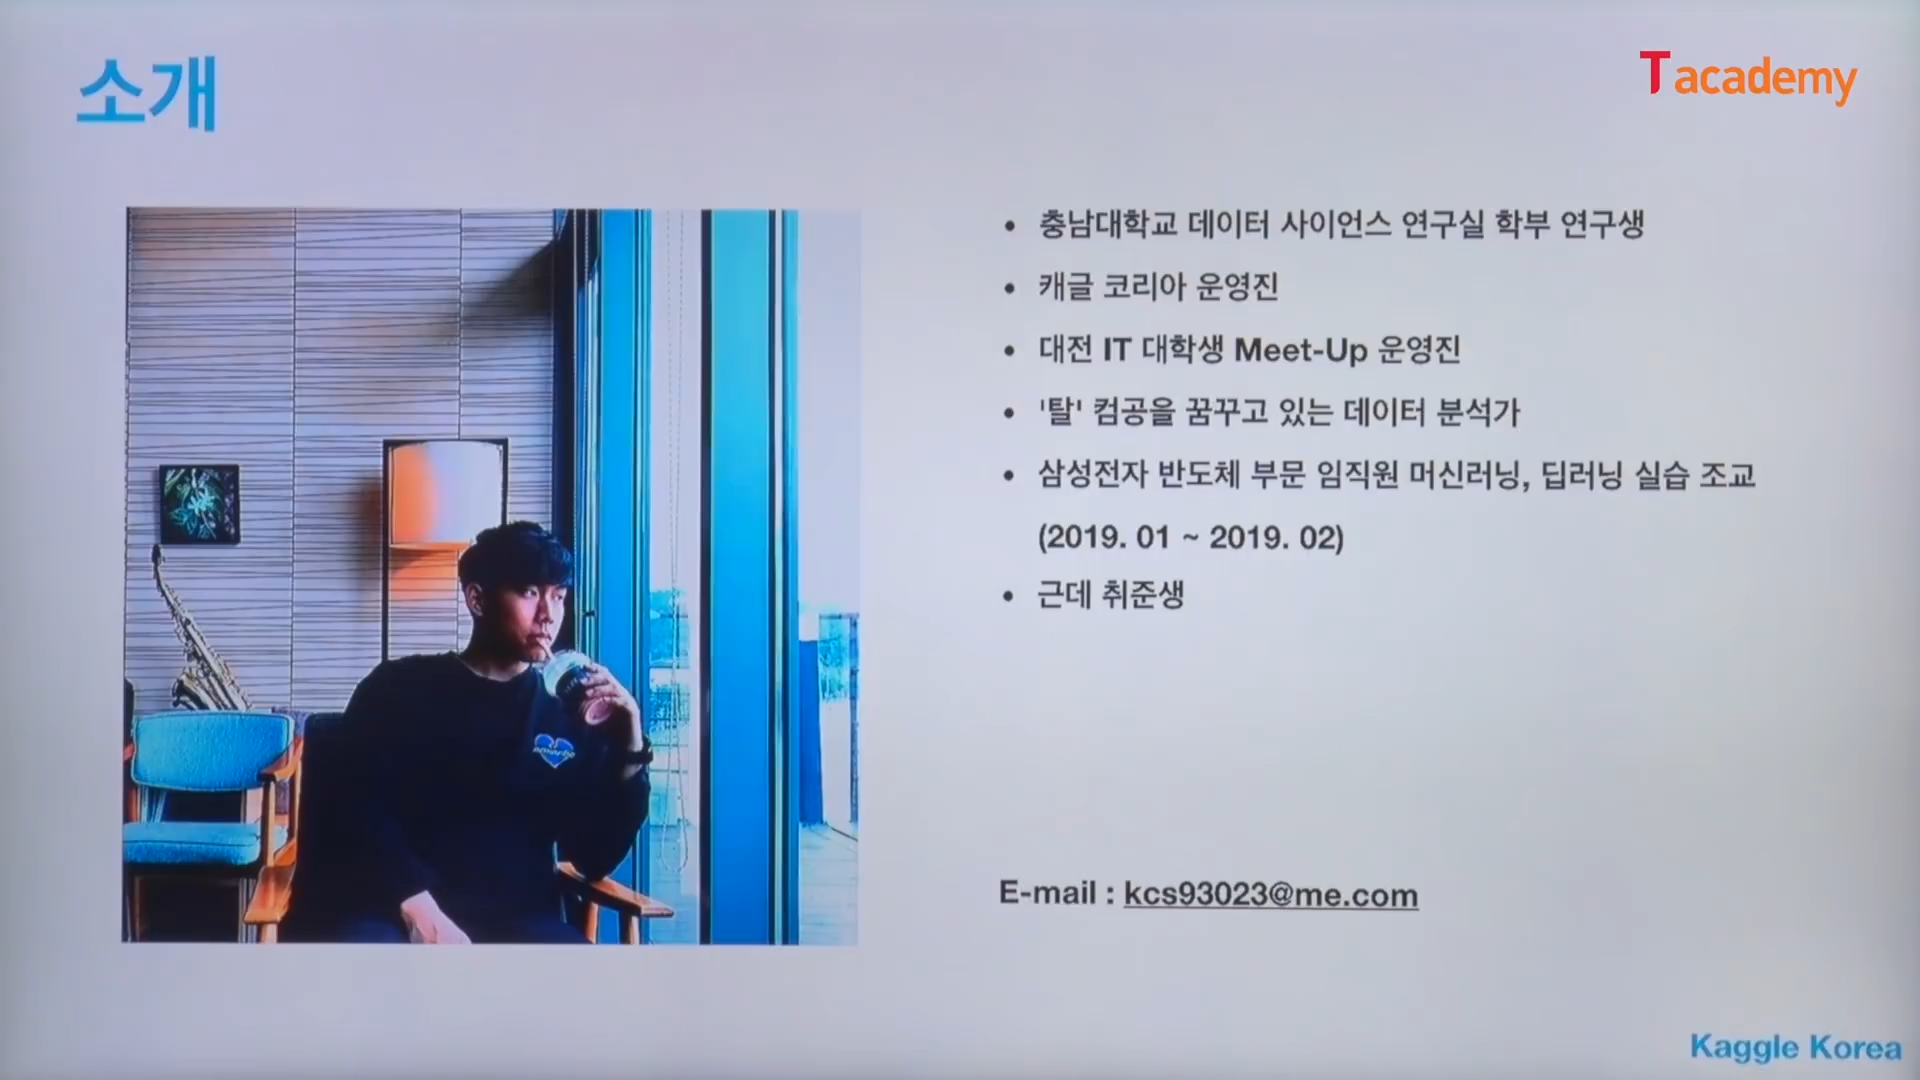 소개
T academy
• 충남대학교 데이터 사이언스 연구실 학부 연구생
• 캐글 코리아 운영진
• 대전 IT 대학생 Meet-Up 운영진
• '탈' 컴공을 꿈꾸고 있는 데이터 분석가
• 삼성전자 반도체 부문 임직원 머신러닝, 딥러닝 실습 조교
(2019. 01 ~ 2019. 02)
• 근데 취준생
E-mail : kcs93023@me.com
Kaggle Korea